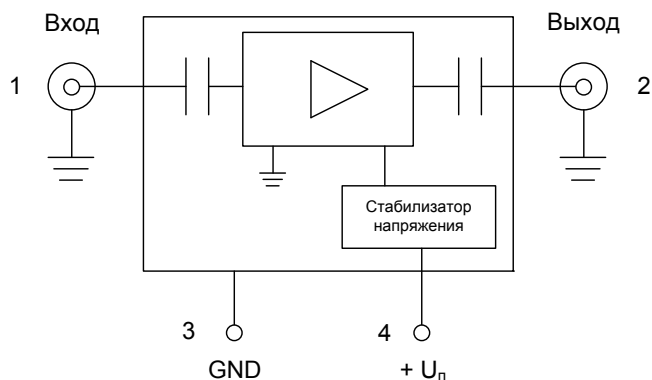 Вход
Выход
1
2
Стабилизатор
напряжения
3
4
GND
+ Uп